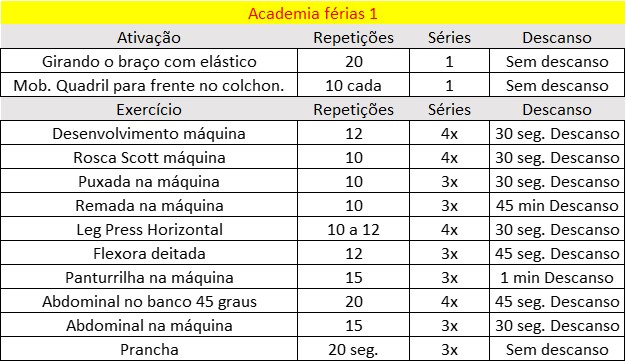 Academia férias 1
Ativação Repetições Séries Descanso
Girando o braço com elástico 20 1 Sem descanso
Mob. Quadril para frente no colchon. 10 cada 1 Sem descanso
Exercício Repetições Séries Descanso
Desenvolvimento máquina 12 4x 30 seg. Descanso
Rosca Scott máquina 10 4x 30 seg. Descanso
Puxada na máquina 10 3x 30 seg. Descanso
Remada na máquina 10 3x 45 min Descanso
Leg Press Horizontal 10 a 12 4x 30 seg. Descanso
Flexora deitada 12 3x 45 seg. Descanso
Panturrilha na máquina 15 3x 1 min Descanso
Abdominal no banco 45 graus 20 4x 45 seg. Descanso
Abdominal na máquina 15 3x 30 seg. Descanso
Prancha 20 seg. 3x Sem descanso